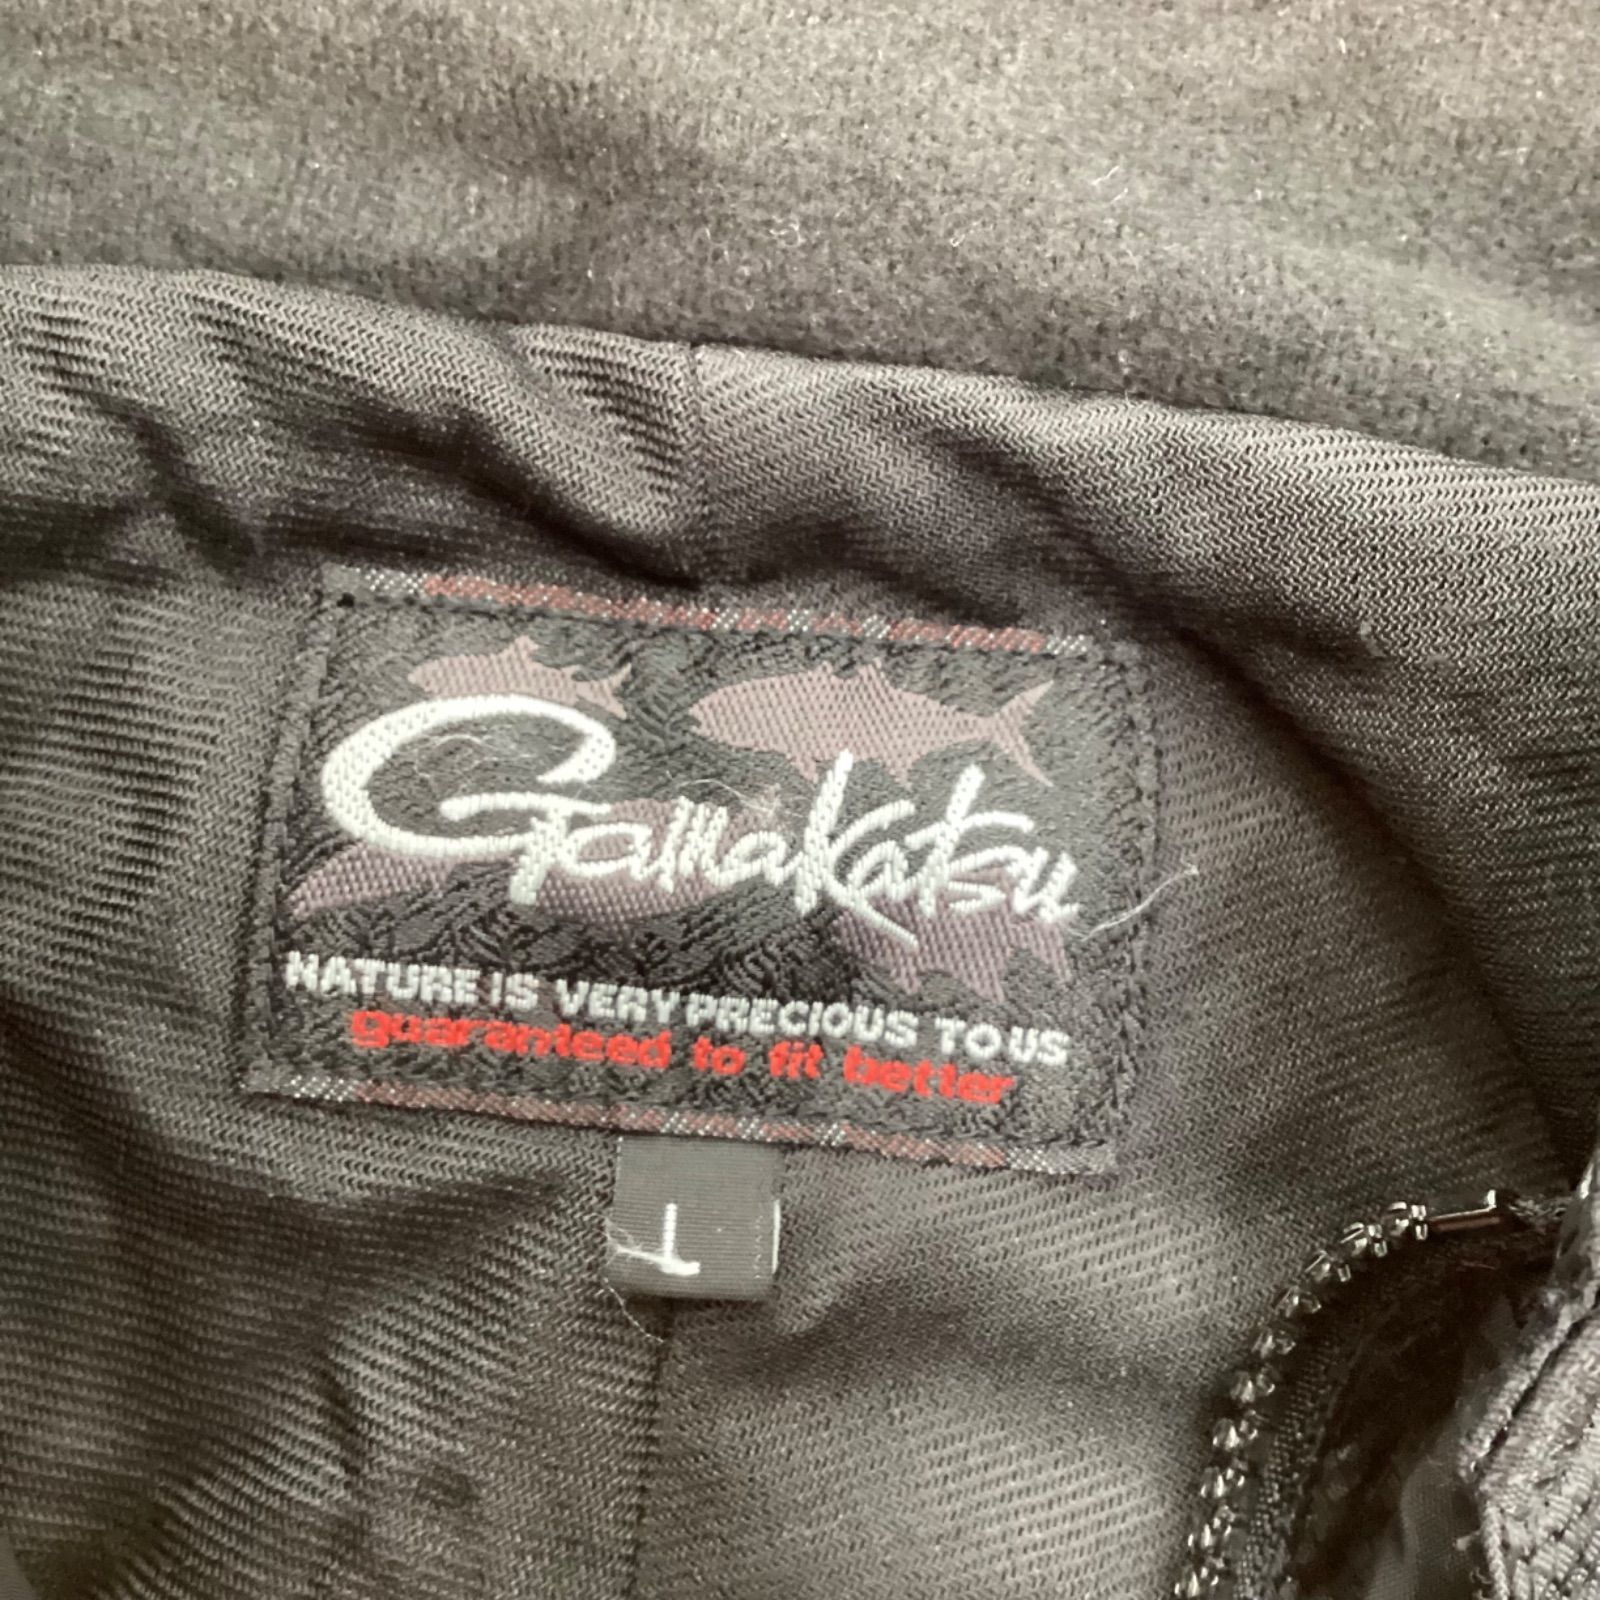 Gamakatsu
NATURE IS VERY PRECIOUS TO US
guaranteed to fit better
L